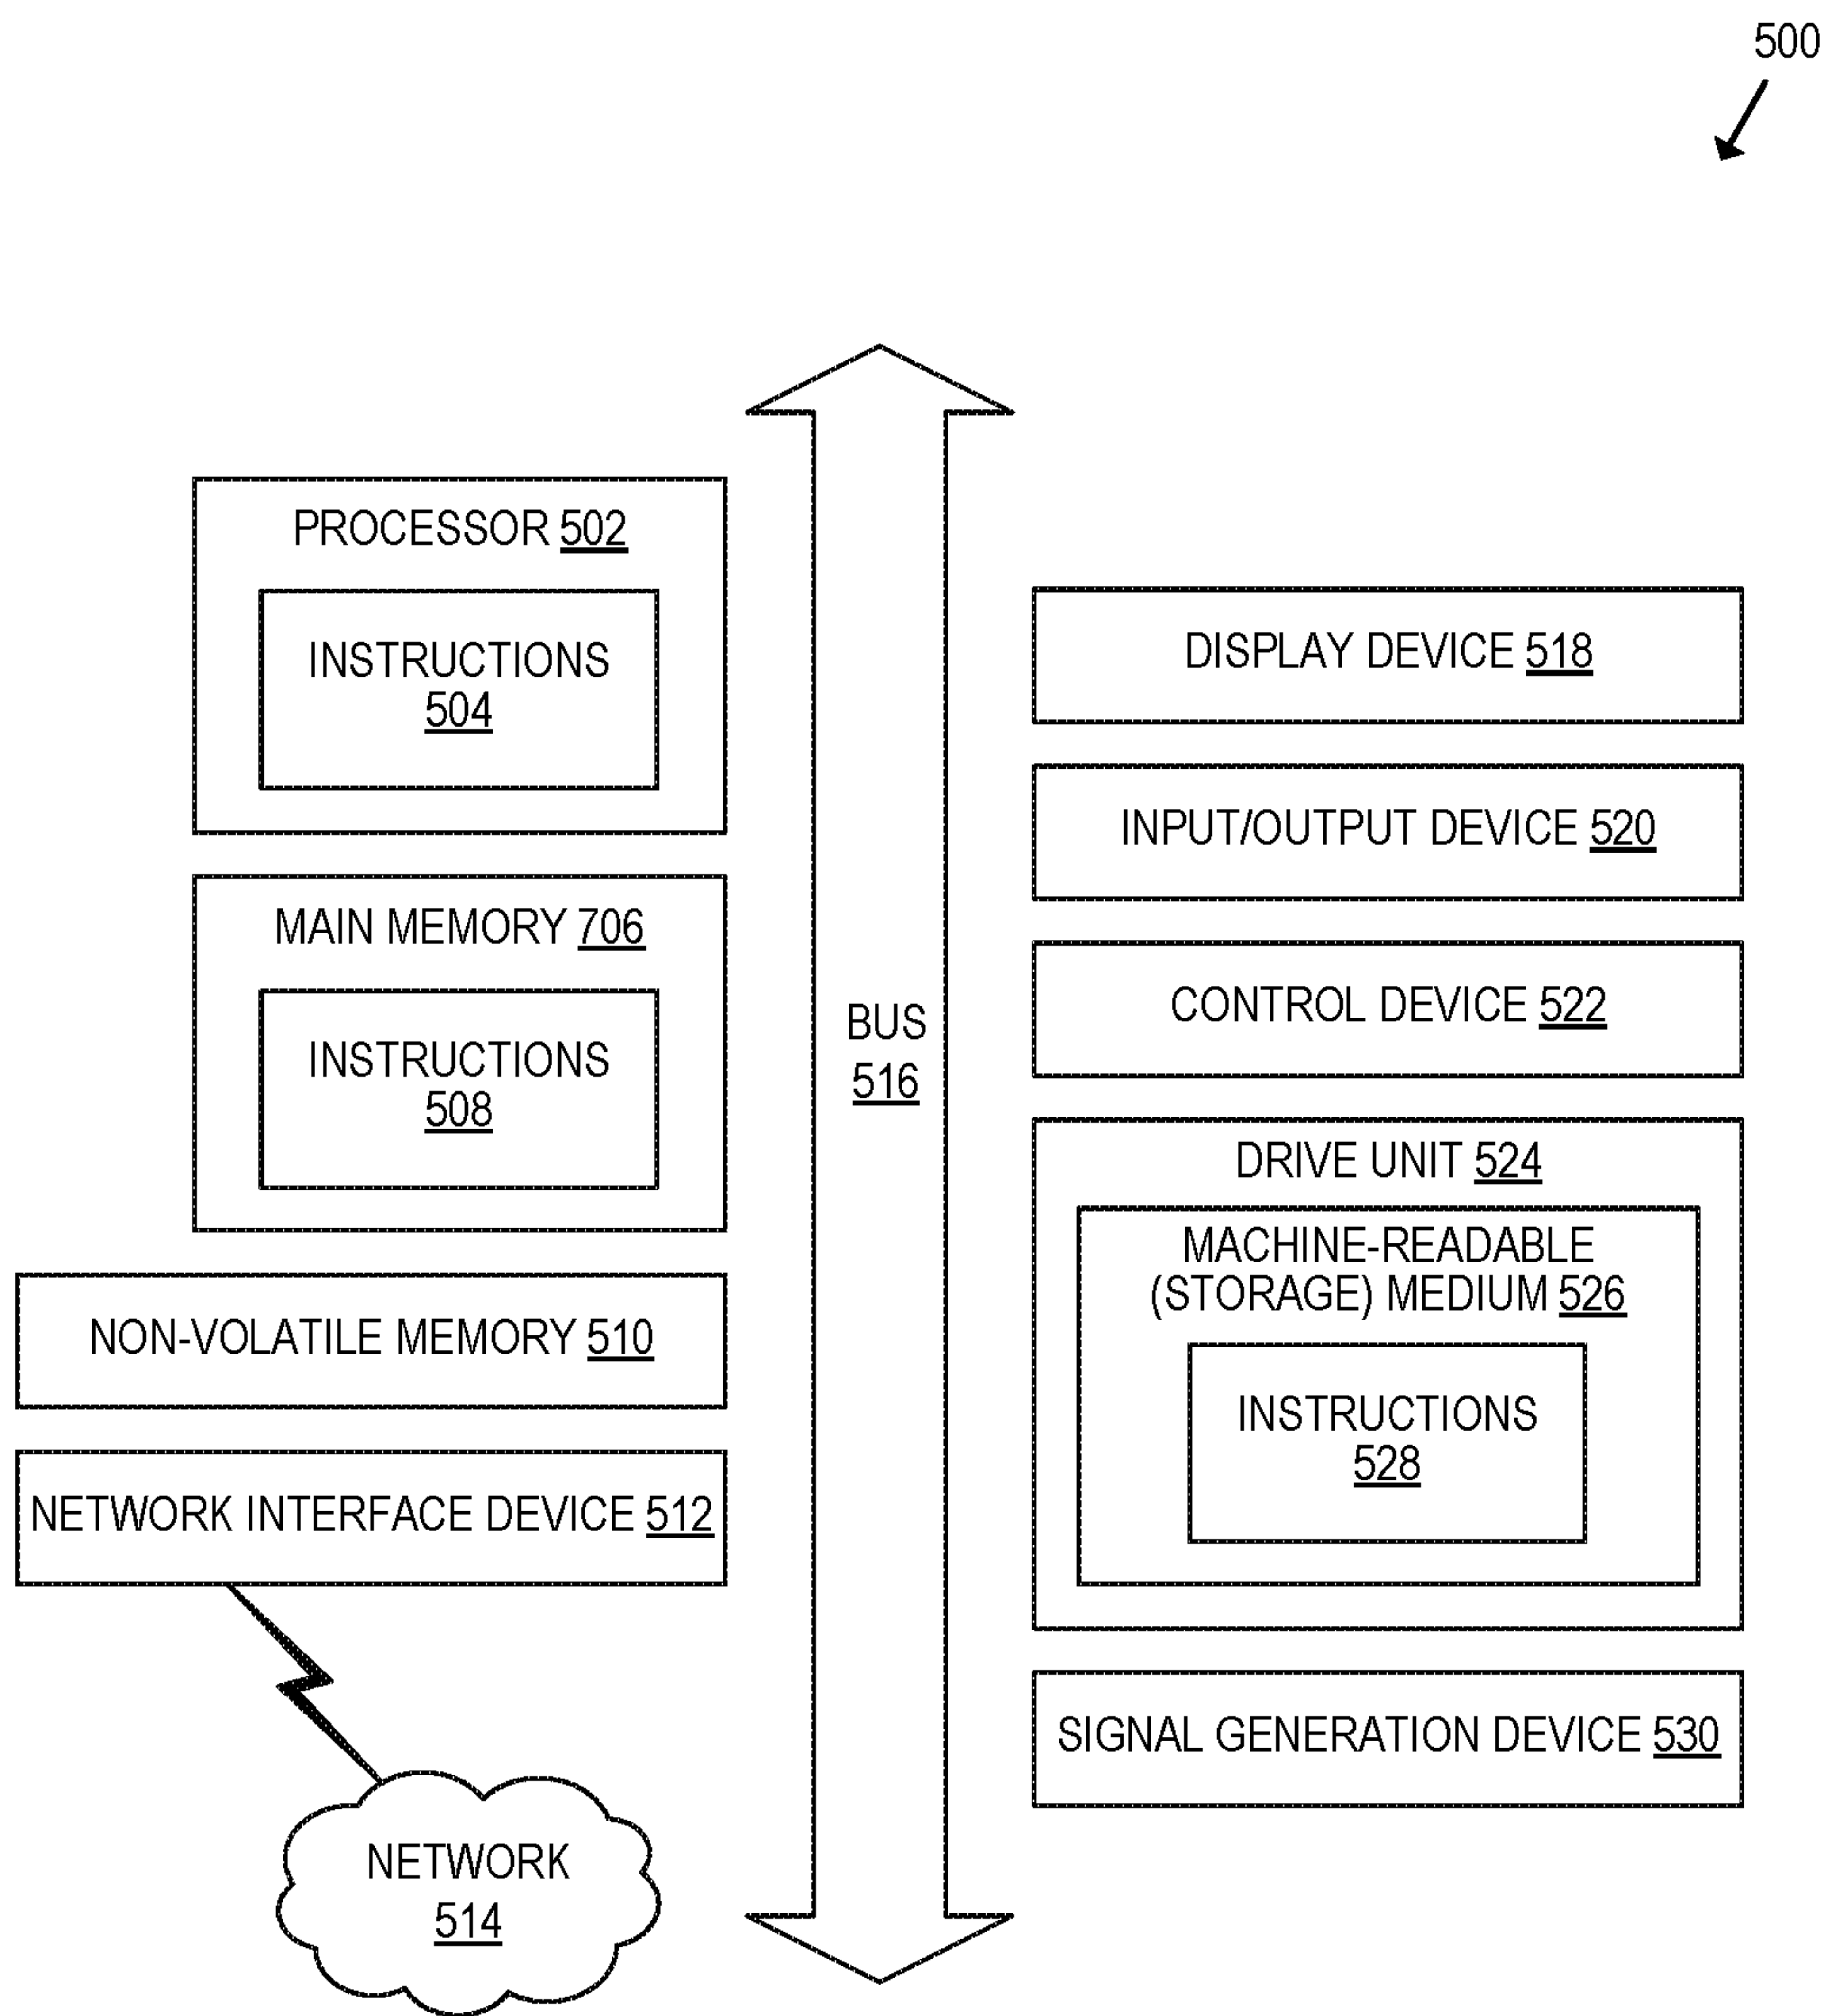 500
PROCESSOR 502
INSTRUCTIONS
504
MAIN MEMORY 706
INSTRUCTIONS
508
NON-VOLATILE MEMORY 510
NETWORK INTERFACE DEVICE 512
NETWORK
514
BUS
516
DISPLAY DEVICE 518
INPUT/OUTPUT DEVICE 520
CONTROL DEVICE 522
DRIVE UNIT 524
MACHINE-READABLE
(STORAGE) MEDIUM 526
INSTRUCTIONS
528
SIGNAL GENERATION DEVICE 530